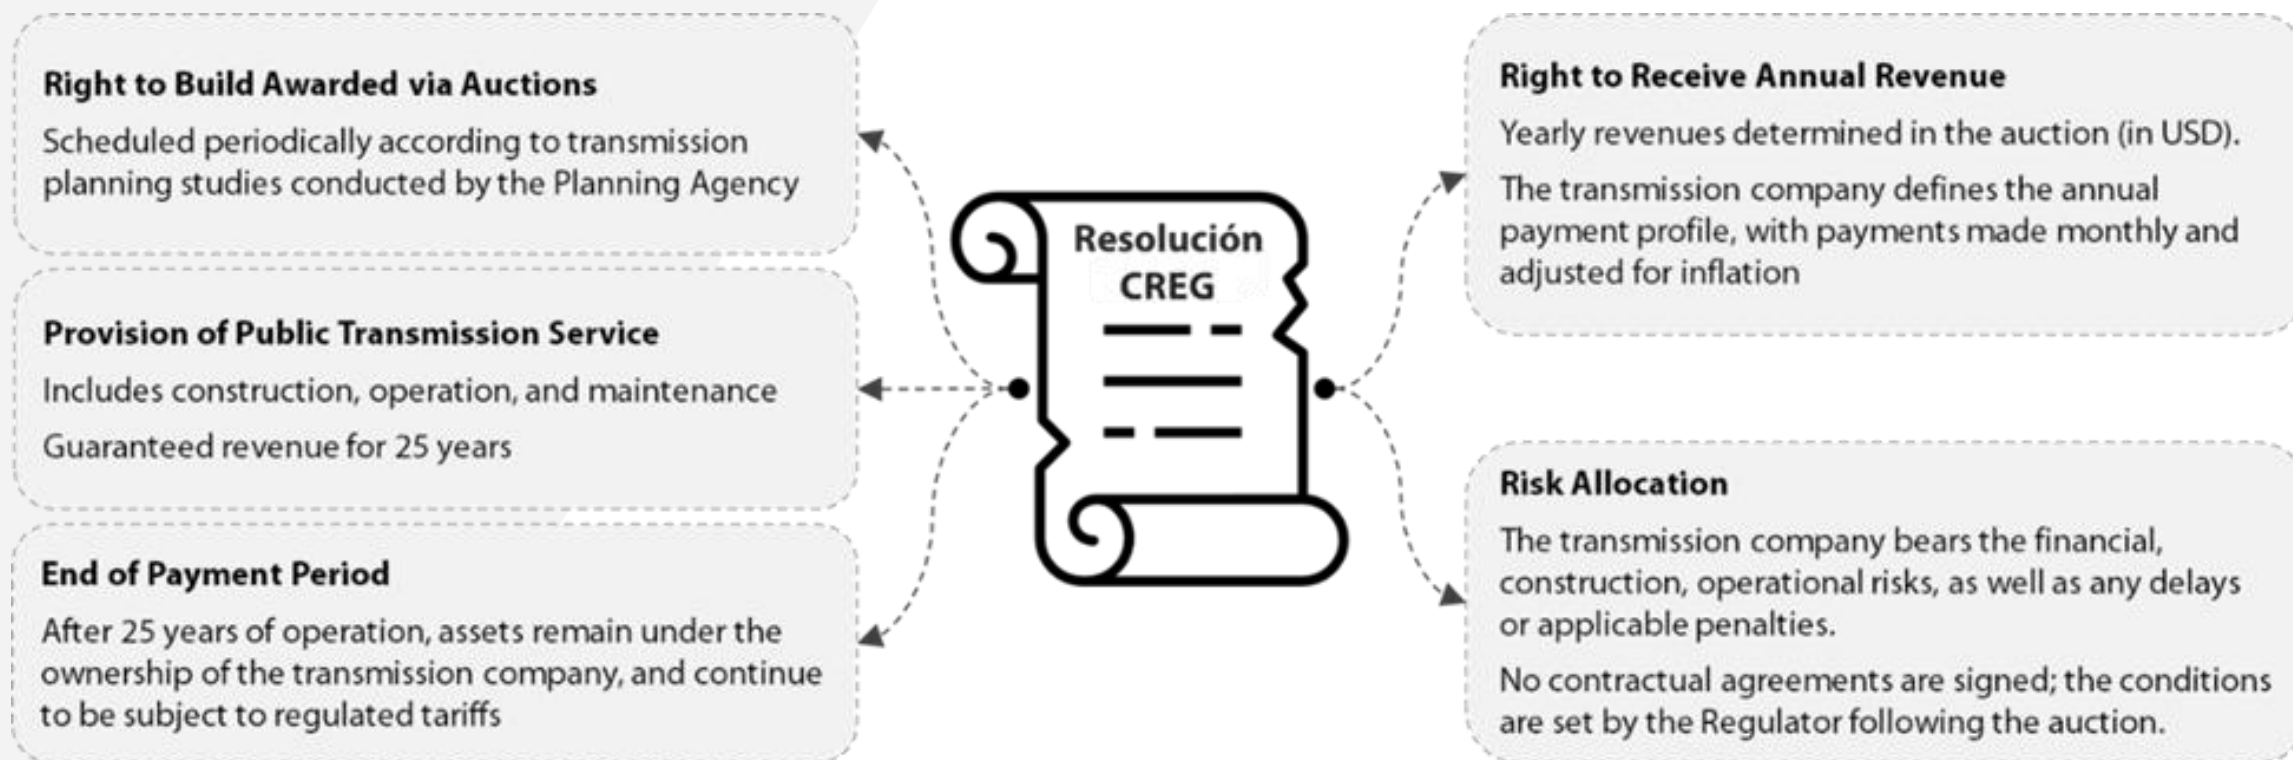 Right to Build Awarded via Auctions
Scheduled periodically according to transmission
planning studies conducted by the Planning Agency
Provision of Public Transmission Service
Includes construction, operation, and maintenance
Guaranteed revenue for 25 years
End of Payment Period
After 25 years of operation, assets remain under the
ownership of the transmission company, and continue
to be subject to regulated tariffs
Resolución
CREG
Right to Receive Annual Revenue
Yearly revenues determined in the auction (in USD).
The transmission company defines the annual
payment profile, with payments made monthly and
adjusted for inflation
Risk Allocation
The transmission company bears the financial,
construction, operational risks, as well as any delays
or applicable penalties.
No contractual agreements are signed; the conditions
are set by the Regulator following the auction.